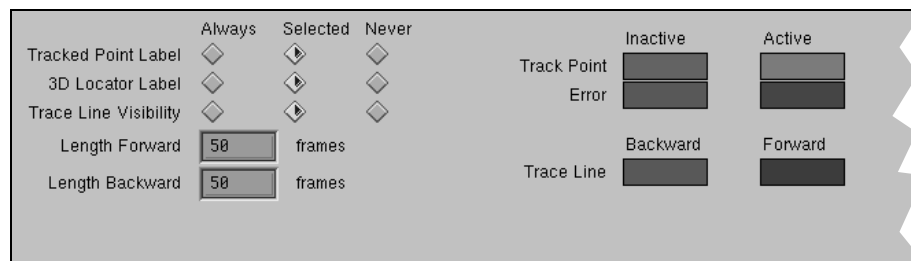 Always Selected Never
Tracked Point Label
3D Locator Label
Trace Line Visibility
Length Forward 50 frames
Length Backward 50 frames
Inactive Active
Track Point
Error
Backward Forward
Trace Line